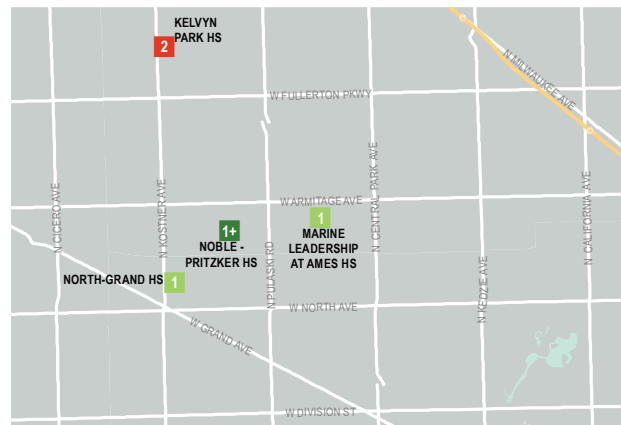 KELVYN
PARK HS
2
N MILWAUKEE AVE
W FULLERTON PKWY
N CICERO AVE
N KOSTNER AVE
N PULASKI RD
N CENTRAL PARK AVE
N KEDZIE AVE
N CALIFORNIA AVE
W ARMITAGE AVE
1+
NOBLE -
PRITZKER HS
1
MARINE
LEADERSHIP
AT AMES HS
NORTH-GRAND HS
1
W NORTH AVE
W GRAND AVE
W DIVISION ST